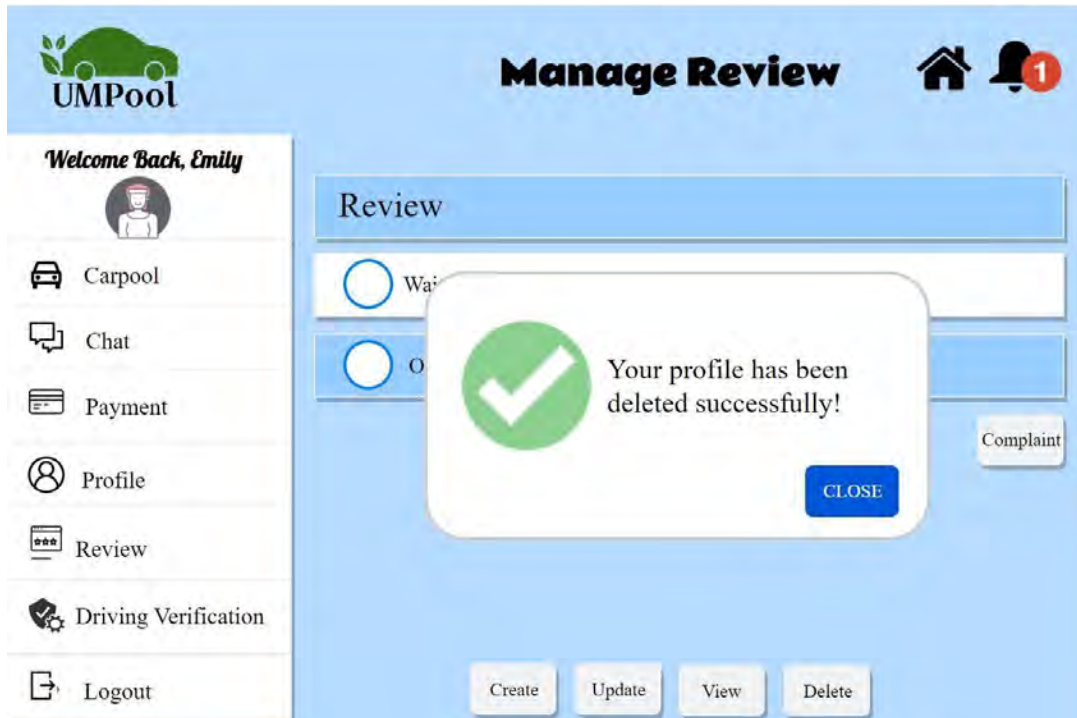 UMPool
Manage Review
1
Welcome Back, Emily
Carpool
Chat
Payment
Profile
Review
Driving Verification
Logout
Review
Your profile has been
deleted successfully!
CLOSE
Complaint
Create
Update
View
Delete